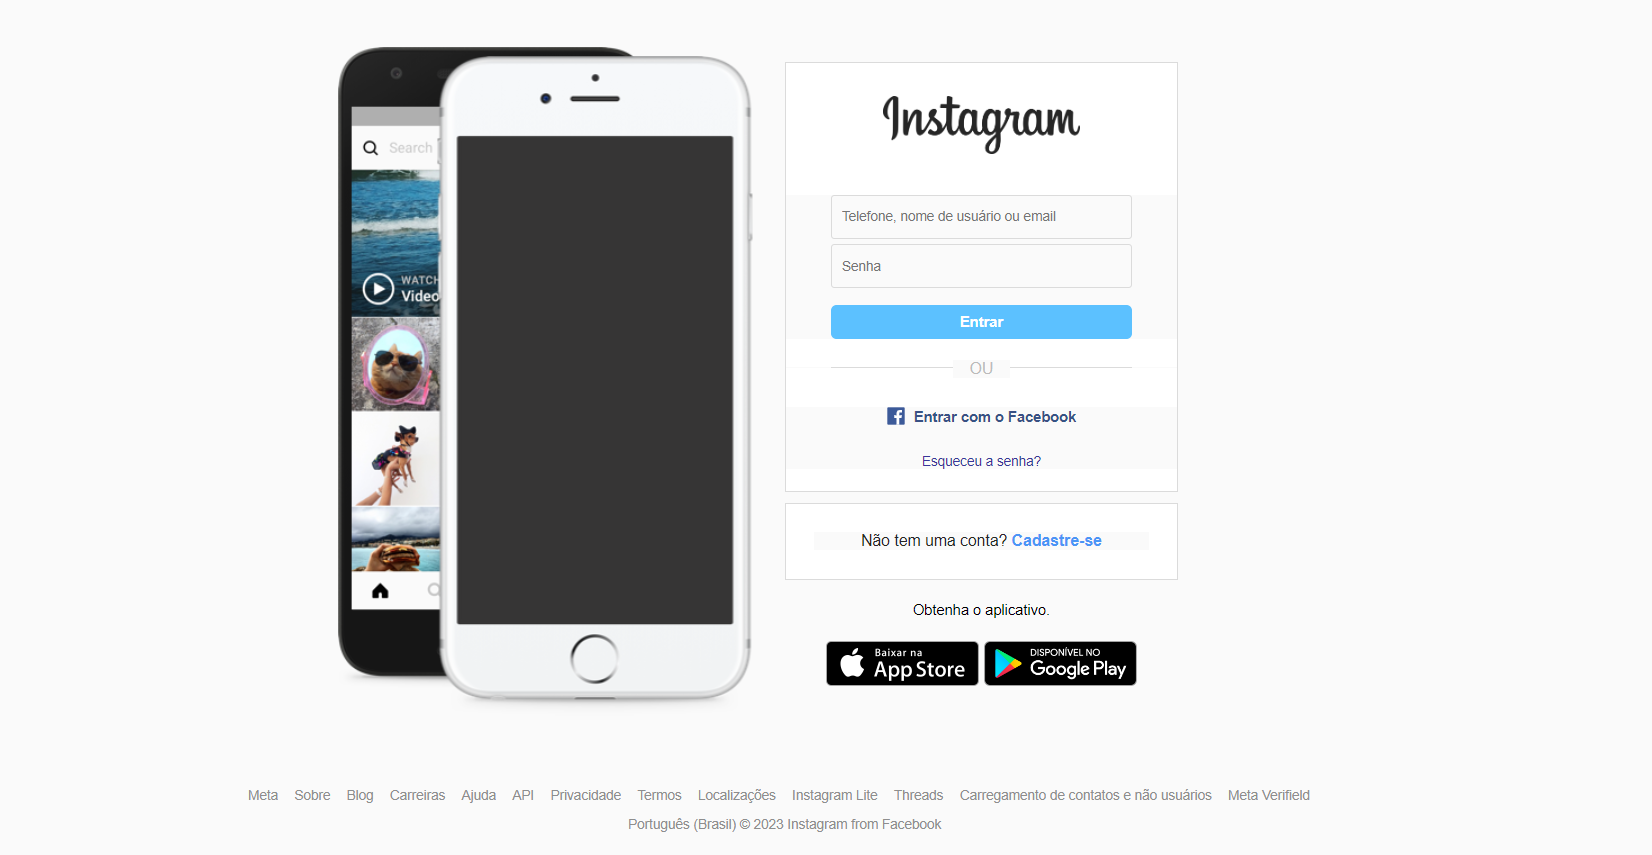 Search
WATCH
Video
Instagram
Telefone, nome de usuário ou email
Senha
Entrar
OU
Entrar com o Facebook
Esqueceu a senha?
Não tem uma conta? Cadastre-se
Obtenha o aplicativo.
Baixar na
App Store
DISPONÍVEL NO
Google Play
Meta Sobre Blog Carreiras Ajuda API Privacidade Termos Localizações Instagram Lite Threads Carregamento de contatos e não usuários Meta Verifield
Português (Brasil) © 2023 Instagram from Facebook